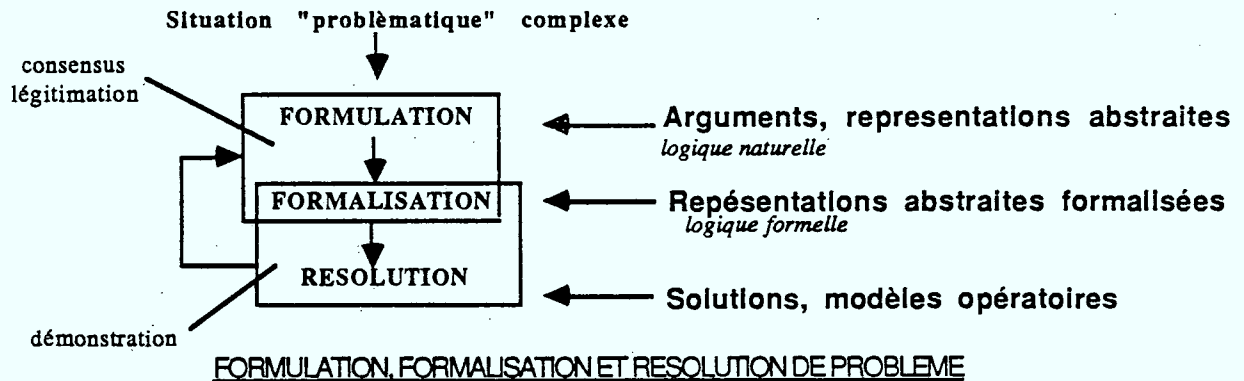 Situation "problèmatique" complexe
consensus
légitimation
FORMULATION
Arguments, representations abstraites
logique naturelle
FORMALISATION
Repésentations abstraites formalisées
logique formelle
RESOLUTION
Solutions, modèles opératoires
démonstration
FORMULATION, FORMALISATION ET RESOLUTION DE PROBLEME